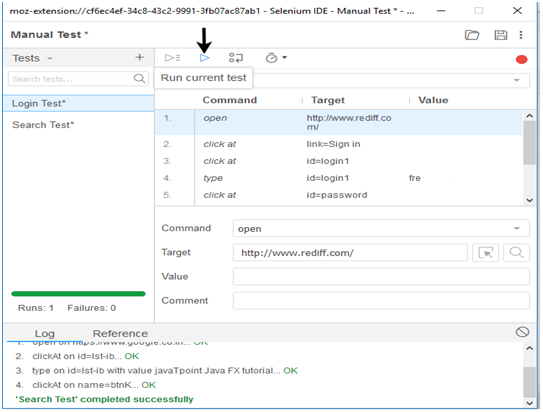 moz-extension://cf6ec4ef-34c8-43c2-9991-3fb07ac87ab1 - Selenium IDE - Manual Test * - ...
Manual Test *
Tests
Search tests...
Run current test
Command Target Value
Login Test*
Search Test*
1. open http://www.rediff.co
m/
2. click at link=Sign in
3. click at id=login1
4. type id=login1 fre
5. click at id=password
Command open
Target http://www.rediff.com/
Value
Comment
Runs: 1 Failures: 0
Log Reference
1. open on https://www.google.co.in... OK
2. clickAt on id=lst-ib... OK
3. type on id=lst-ib with value javaTpoint Java FX tutorial... OK
4. clickAt on name=btnK... OK
'Search Test' completed successfully